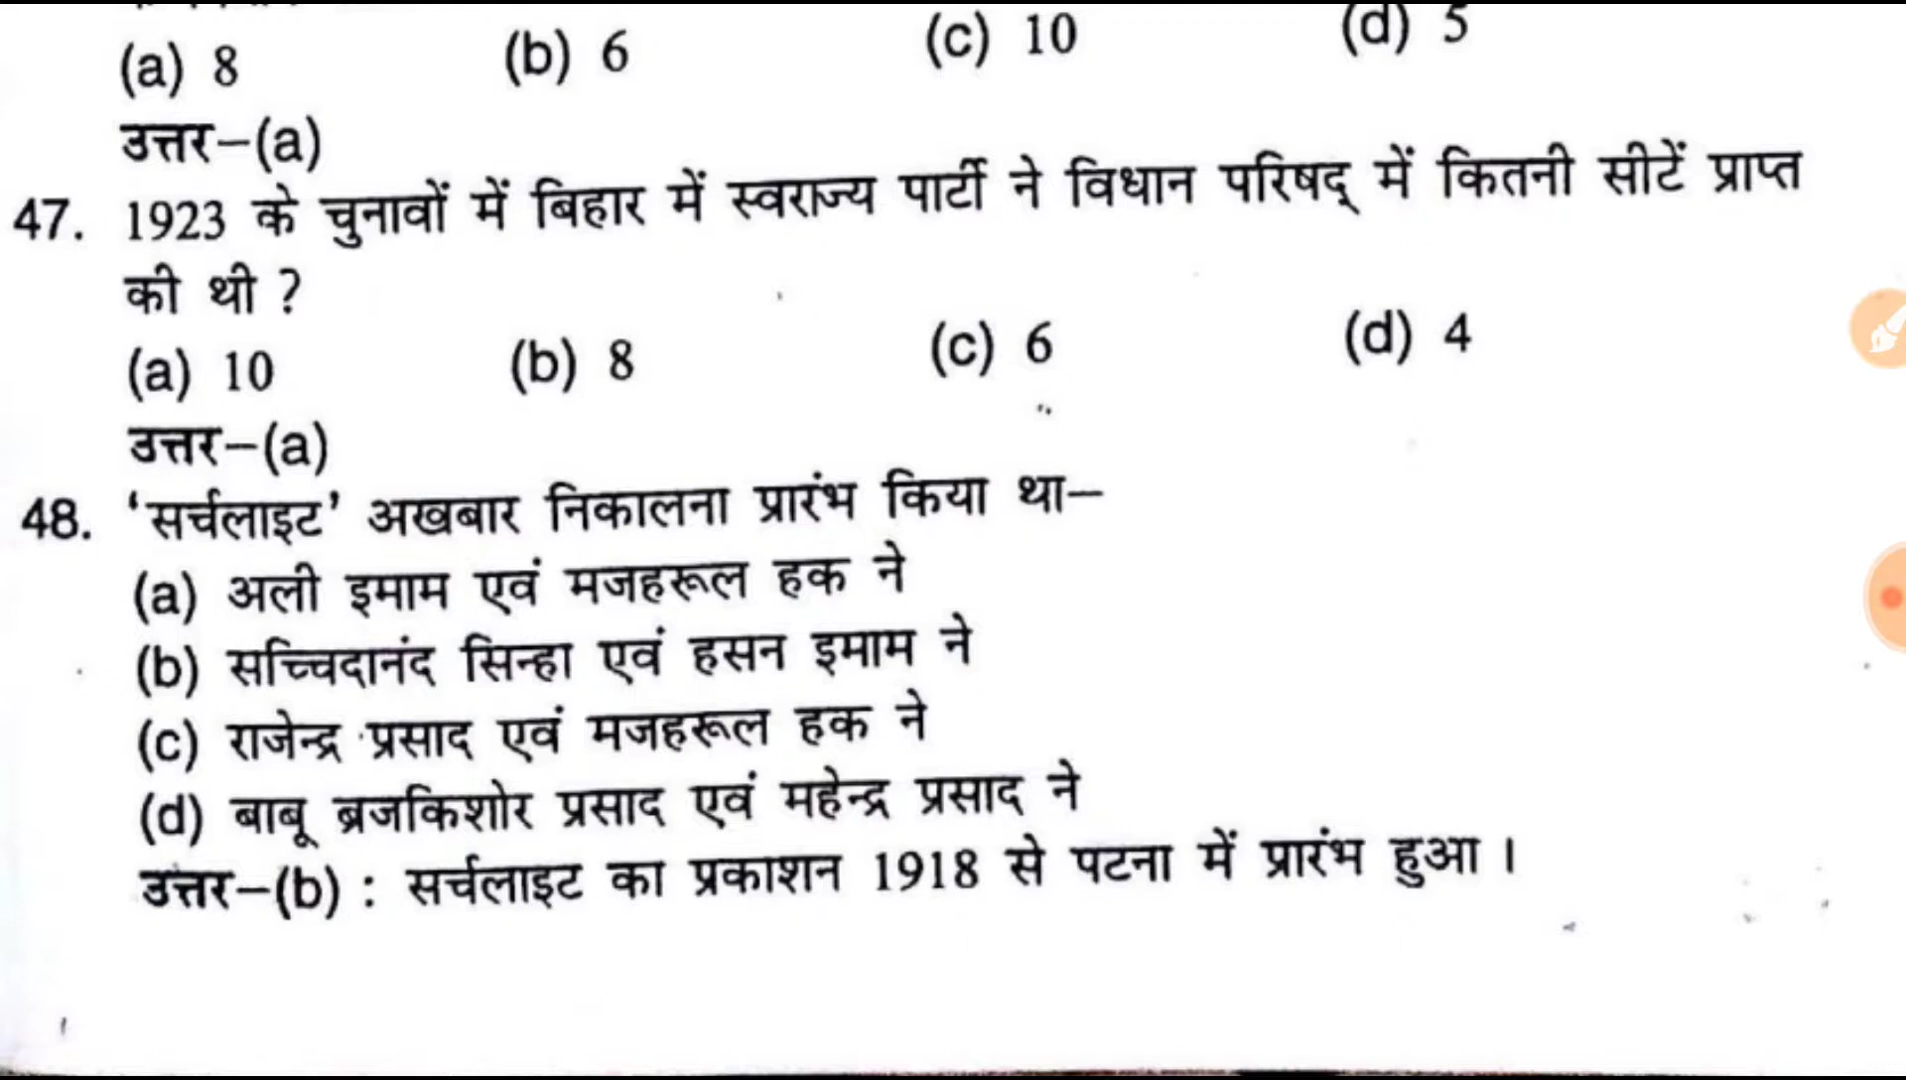 (a) 8 (b) 6 (c) 10 (d) 5
उत्तर–(a)
47. 1923 के चुनावों में बिहार में स्वराज्य पार्टी ने विधान परिषद् में कितनी सीटें प्राप्त
की थी ?
(a) 10 (b) 8 (c) 6 (d) 4
उत्तर–(a)
48. ‘सर्चलाइट’ अखबार निकालना प्रारंभ किया था–
(a) अली इमाम एवं मजहरूल हक ने
(b) सच्चिदानंद सिन्हा एवं हसन इमाम ने
(c) राजेन्द्र प्रसाद एवं मजहरूल हक ने
(d) बाबू ब्रजकिशोर प्रसाद एवं महेन्द्र प्रसाद ने
उत्तर–(b) : सर्चलाइट का प्रकाशन 1918 से पटना में प्रारंभ हुआ ।